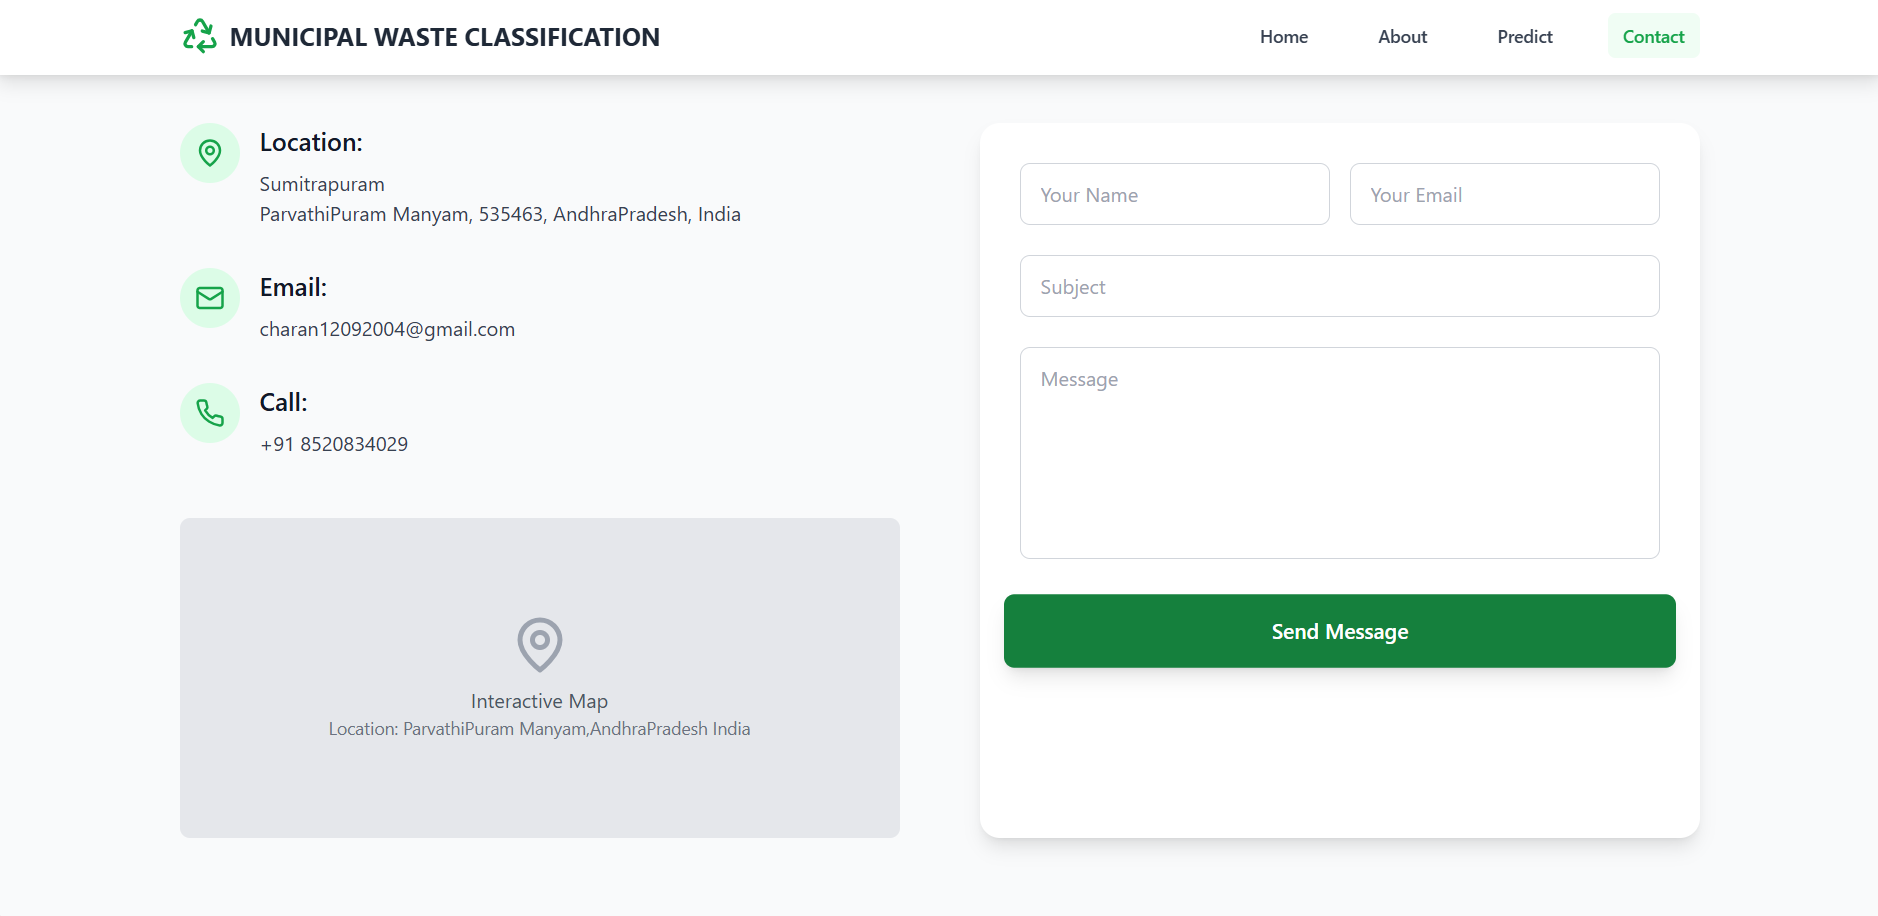 MUNICIPAL WASTE CLASSIFICATION
Home
About
Predict
Contact
Location:
Sumitrapuram
ParvathiPuram Manyam, 535463, AndhraPradesh, India
Email:
charan12092004@gmail.com
Call:
+91 8520834029
Interactive Map
Location: ParvathiPuram Manyam,AndhraPradesh India
Your Name
Your Email
Subject
Message
Send Message